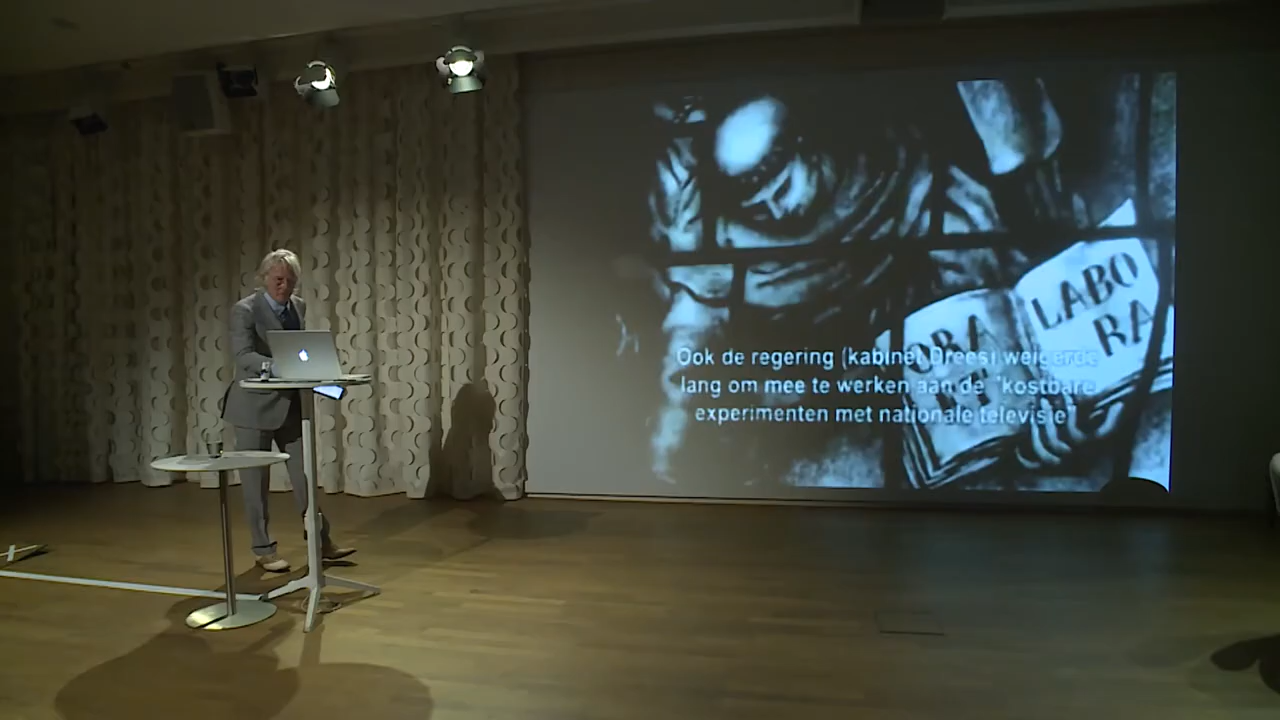 ORA
ET
LABO
RA
Ook de regering (kabinet Drees) weigerde
lang om mee te werken aan de "kostbare
experimenten met nationale televisie"